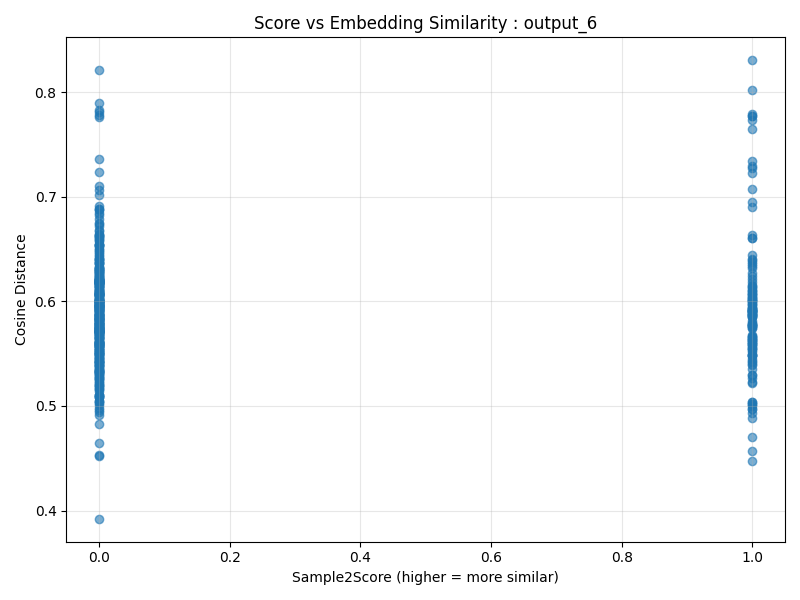 Score vs Embedding Similarity : output_6
0.8
0.7
0.6
0.5
0.4
Cosine Distance
0.0 0.2 0.4 0.6 0.8 1.0
Sample2Score (higher = more similar)